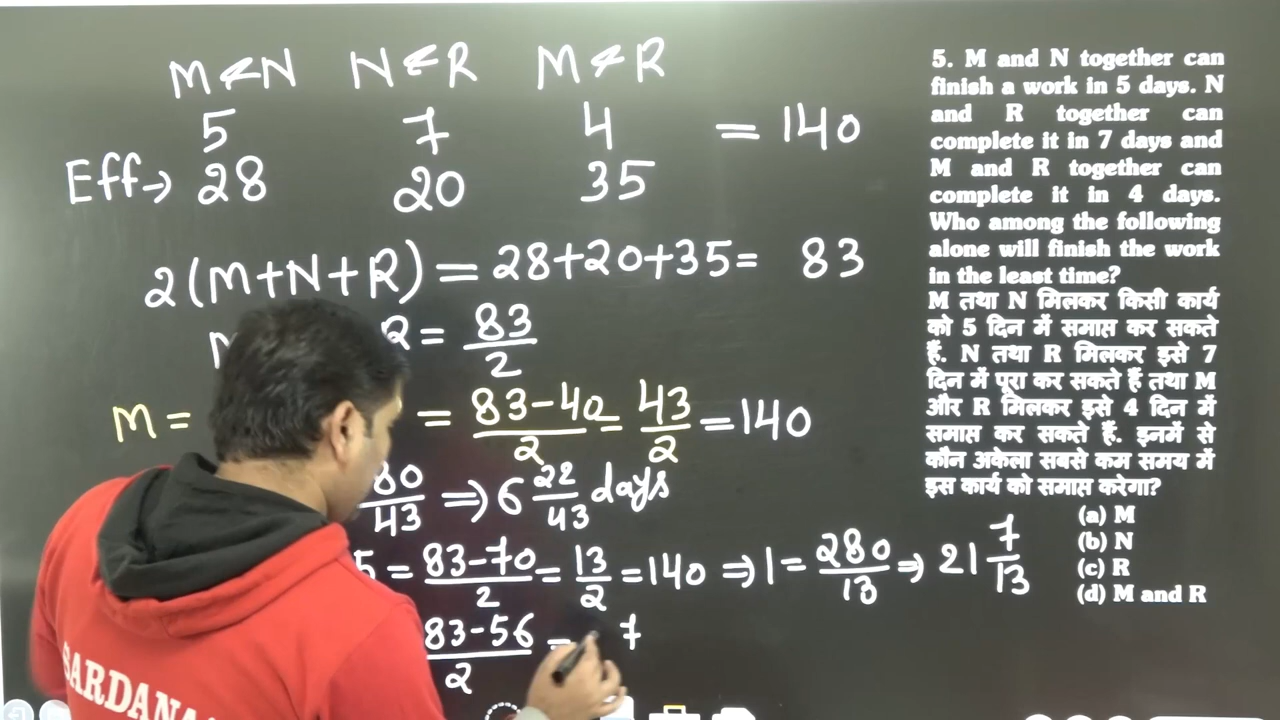 M & N N & R M & R
5 7 4 = 140
Eff→ 28 20 35
2(M+N+R) = 28+20+35 = 83
R = 83/2
M = = 83-40/2 = 43/2 = 140
80/43 ⇒ 6 22/43 days
5 = 83-70/2 = 13/2 = 140 ⇒ 1 = 280/13 ⇒ 21 7/13
83-56/2 = 7
5. M and N together can
finish a work in 5 days. N
and R together can
complete it in 7 days and
M and R together can
complete it in 4 days.
Who among the following
alone will finish the work
in the least time?
M तथा N मिलकर किसी कार्य
को 5 दिन में समाप्त कर सकते
हैं. N तथा R मिलकर इसे 7
दिन में पूरा कर सकते हैं तथा M
और R मिलकर इसे 4 दिन में
समाप्त कर सकते हैं. इनमें से
कौन अकेला सबसे कम समय में
इस कार्य को समाप्त करेगा?
(a) M
(b) N
(c) R
(d) M and R
SARDANA